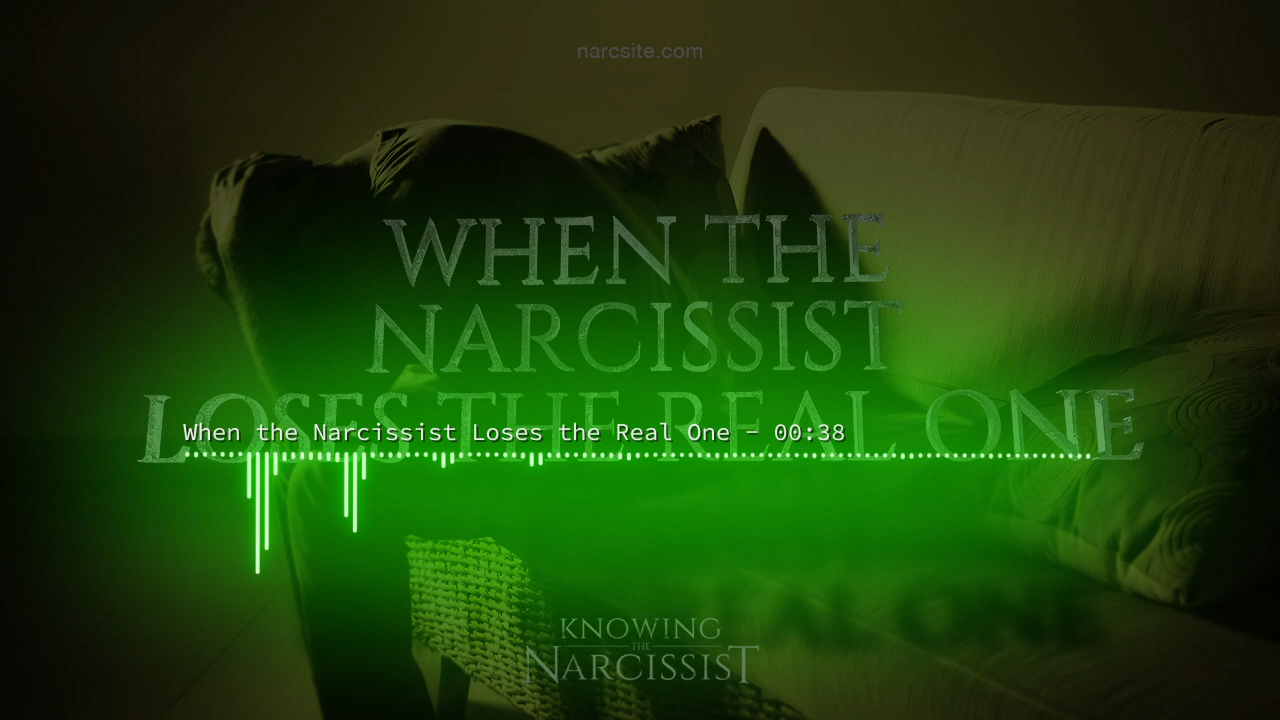 narcsite.com
WHEN THE
NARCISSIST
LOSES THE REAL ONE
When the Narcissist Loses the Real One - 00:38
KNOWING
THE
NARCISSIST